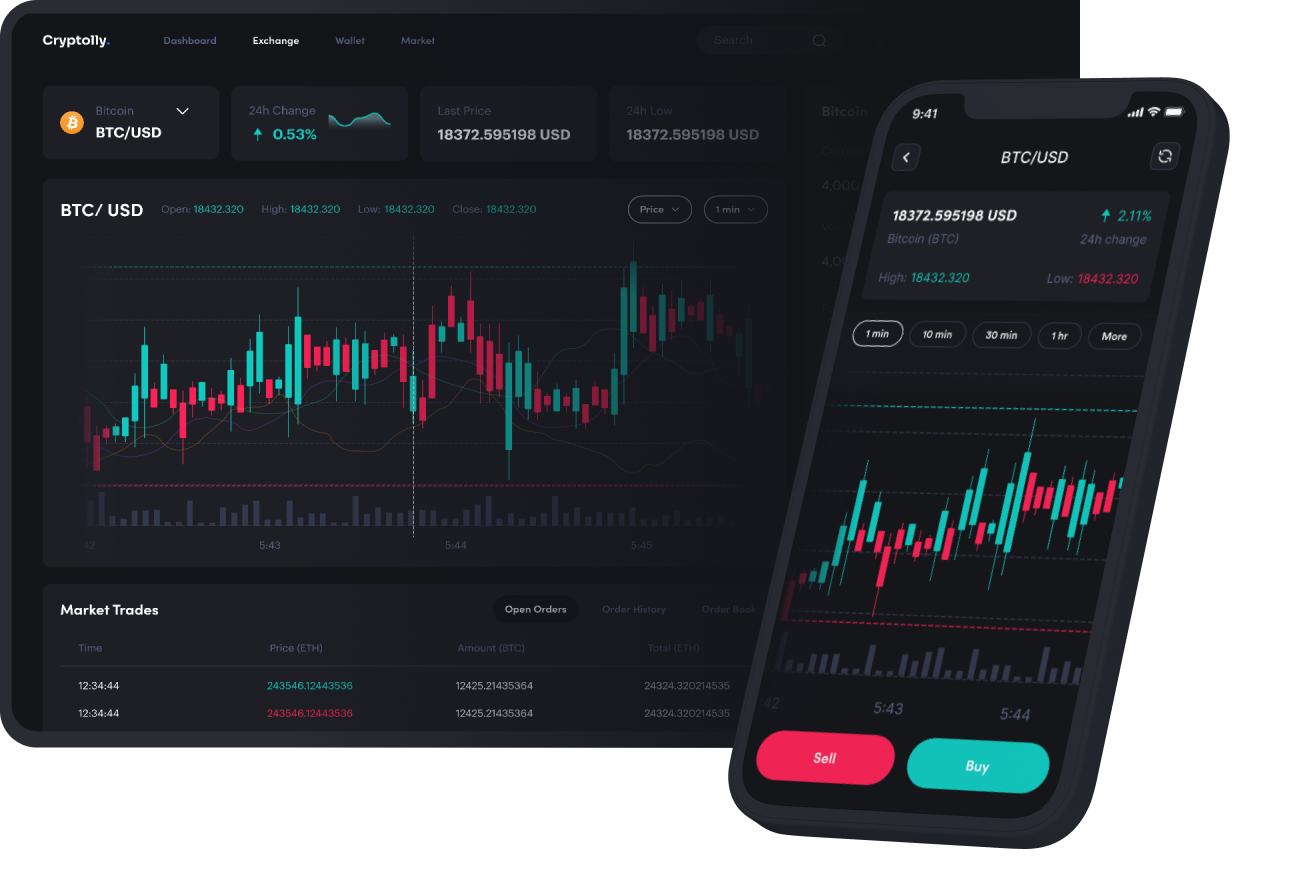 Cryptolly.
Dashboard
Exchange
Wallet
Market
Search
Bitcoin
BTC/USD
24h Change
0.53%
Last Price
18372.595198 USD
24h Low
18372.595198 USD
Bitcoin
4,000
BTC/ USD
Open: 18432.320
High: 18432.320
Low: 18432.320
Close: 18432.320
Price
1 min
42
5:43
5:44
5:45
Market Trades
Open Orders
Order History
Order Book
Time
Price (ETH)
Amount (BTC)
Total (ETH)
12:34:44
243546.12443536
12425.21435364
24324.320214535
12:34:44
243546.12443536
12425.21435364
24324.320214535
9:41
BTC/USD
18372.595198 USD
2.11%
Bitcoin (BTC)
24h change
High: 18432.320
Low: 18432.320
1 min
10 min
30 min
1 hr
More
42
5:43
5:44
Sell
Buy